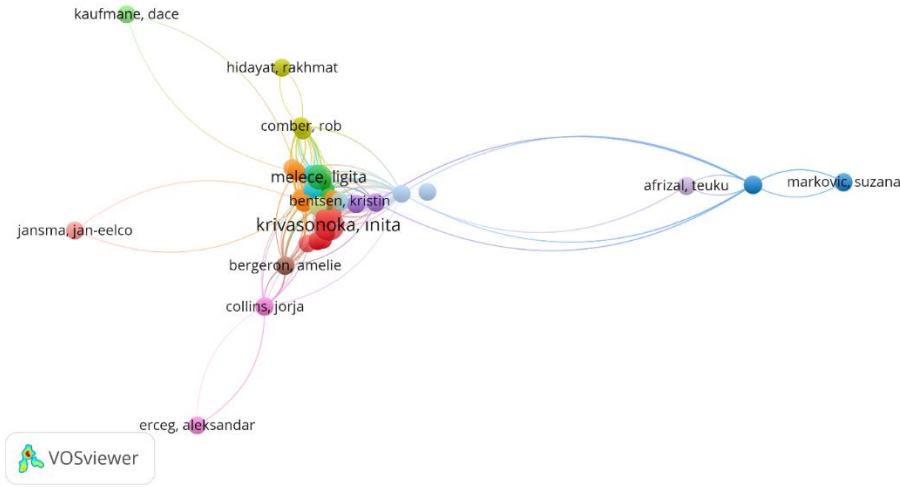 kaufmane, dace
hidayat, rakhmat
comber, rob
melece, ligita
afrizal, teuku
markovic, suzana
bentsen, kristin
krivasonoka, inita
jansma, jan-eelco
bergeron, amelie
collins, jorja
erceg, aleksandar
VOSviewer